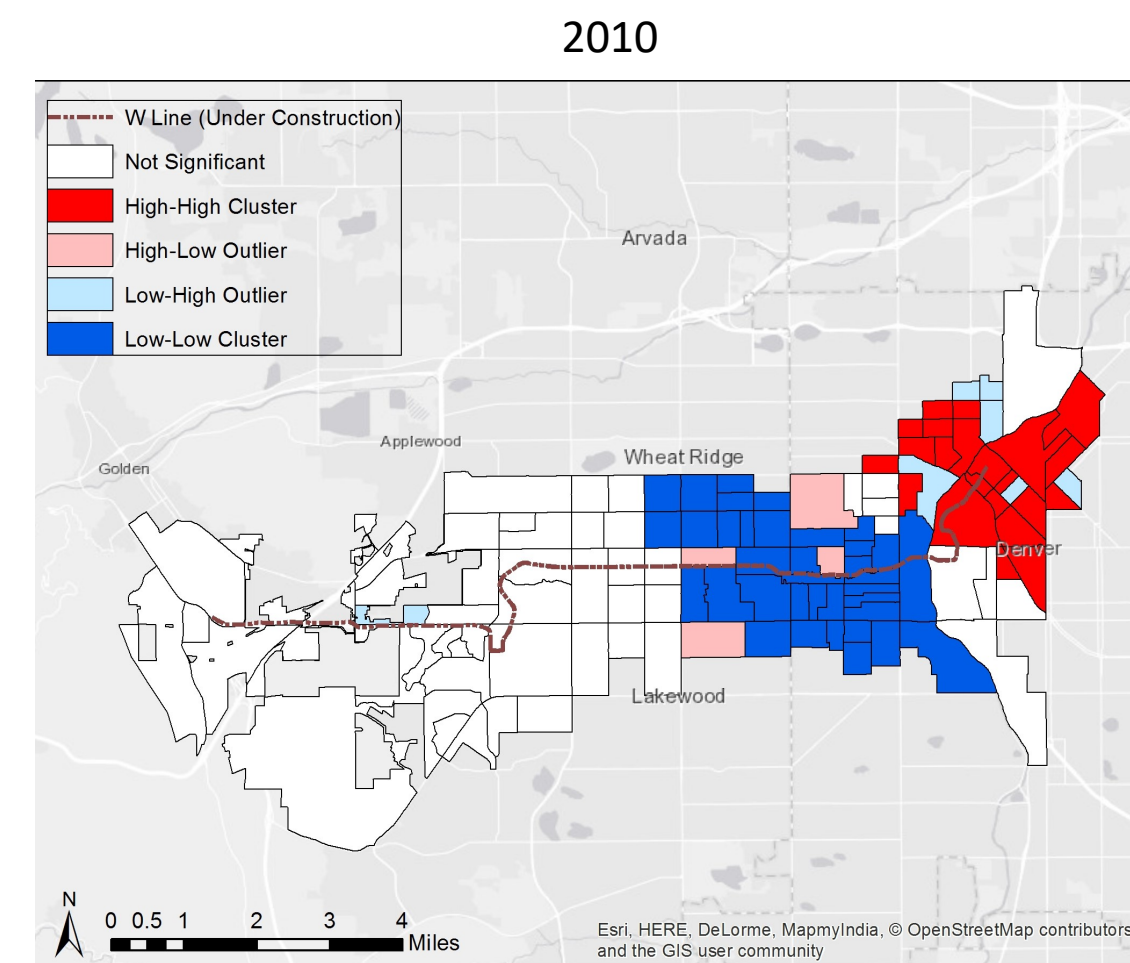 2010
W Line (Under Construction)
Not Significant
High-High Cluster
High-Low Outlier
Low-High Outlier
Low-Low Cluster
Arvada
Applewood
Wheat Ridge
Golden
Denver
Lakewood
N
0 0.5 1 2 3 4
Miles
Esri, HERE, DeLorme, MapmyIndia, © OpenStreetMap contributors
and the GIS user community